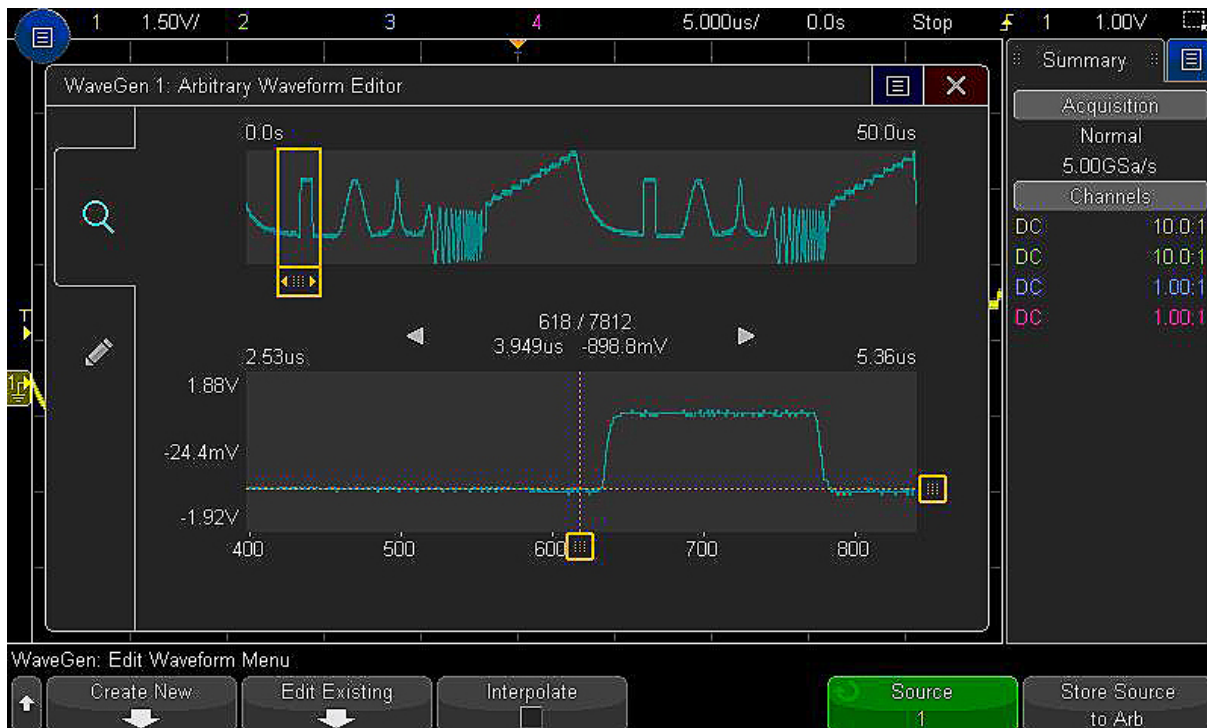 1 1.50V/ 2 3 4 5.000us/ 0.0s Stop 1 1.00V
Summary
WaveGen 1: Arbitrary Waveform Editor
Acquisition
Normal
5.00GSa/s
Channels
DC 10.0:1
DC 10.0:1
DC 1.00:1
DC 1.00:1
0.0s 50.0us
618 / 7812
3.949us -898.8mV
2.53us 5.36us
1.88V
-24.4mV
-1.92V
400 500 600 700 800
T
1
WaveGen: Edit Waveform Menu
Create New Edit Existing Interpolate Source Store Source
1 to Arb